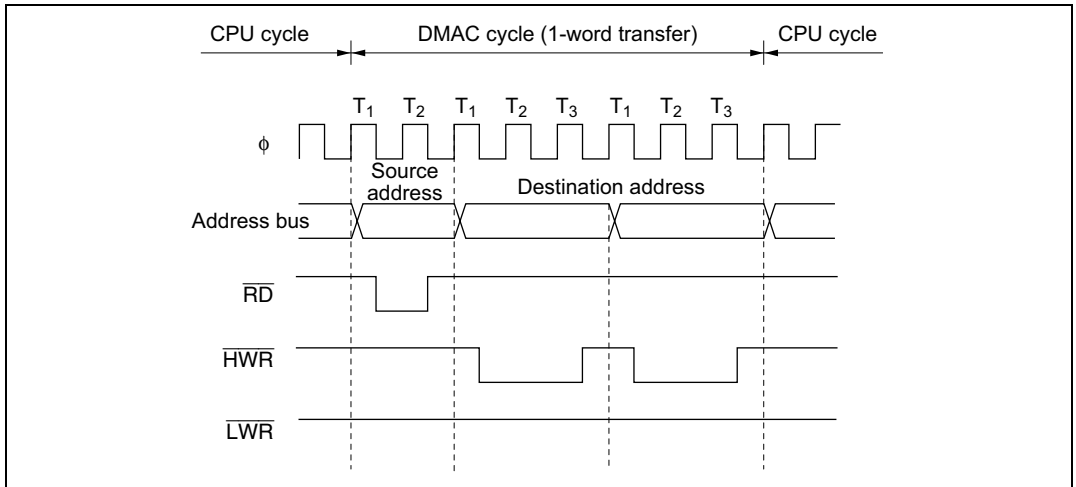 CPU cycle DMAC cycle (1-word transfer) CPU cycle
T1 T2 T1 T2 T3 T1 T2 T3
ϕ
Source
address Destination address
Address bus
RD
HWR
LWR